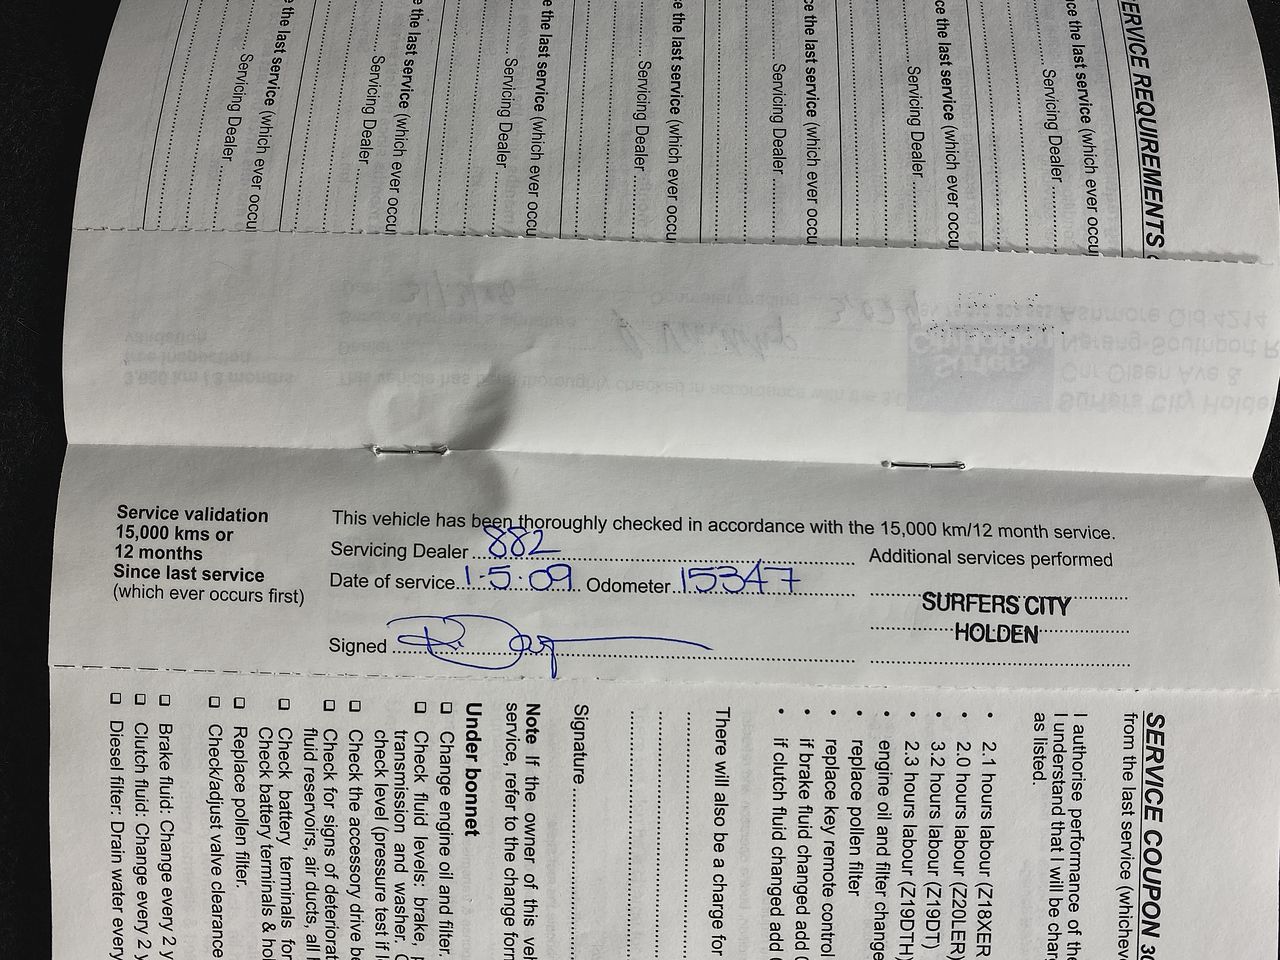 SERVICE REQUIREMENTS
Servicing Dealer
the last service (which ever occu
Servicing Dealer
the last service (which ever occu
Servicing Dealer
the last service (which ever occu
Servicing Dealer
the last service (which ever occu
Servicing Dealer
the last service (which ever occu
Servicing Dealer
the last service (which ever occu
Servicing Dealer
the last service (which ever occu
Service validation
15,000 kms or
12 months
Since last service
(which ever occurs first)
This vehicle has been thoroughly checked in accordance with the 15,000 km/12 month service.
Servicing Dealer 882
Date of service 1.5.09 Odometer 15347
Signed
Additional services performed
SURFERS CITY
HOLDEN
SERVICE COUPON
from the last service (whichev
I authorise performance of the
I understand that I will be char
as listed.
• 2.1 hours labour (Z18XER
• 2.0 hours labour (Z20LER)
• 3.2 hours labour (Z19DT)
• 2.3 hours labour (Z19DTH)
• engine oil and filter change
• replace pollen filter
• replace key remote control
• if brake fluid changed add
• if clutch fluid changed add
There will also be a charge for
Signature
Note If the owner of this veh
service, refer to the change form
Under bonnet
❑ Change engine oil and filter.
❑ Check fluid levels: brake,
transmission and washer.
check level (pressure test if
❑ Check the accessory drive be
❑ Check for signs of deteriorat
fluid reservoirs, air ducts, all
❑ Check battery terminals for
Check battery terminals & hol
❑ Replace pollen filter.
❑ Check/adjust valve clearance
❑ Brake fluid: Change every 2 y
❑ Clutch fluid: Change every 2 y
❑ Diesel filter: Drain water every